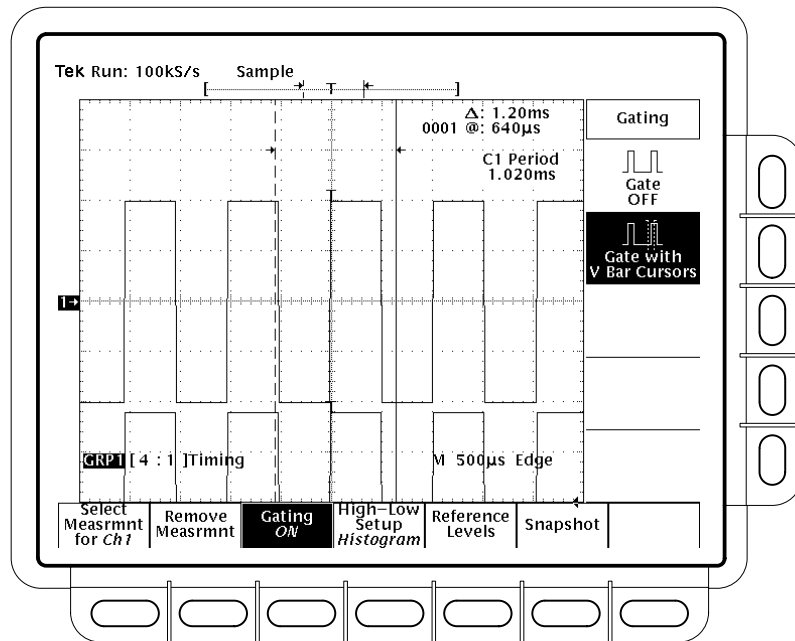 Tek Run: 100kS/s Sample
[ T ]
Δ: 1.20ms
0001 @: 640µs
C1 Period
1.020ms
Gating
Gate
OFF
Gate with
V Bar Cursors
T
1
GRP1 [ 4 : 1 ]Timing
M 500µs Edge
Select
Measrmnt
for Ch1
Remove
Measrmnt
Gating
ON
High–Low
Setup
Histogram
Reference
Levels
Snapshot